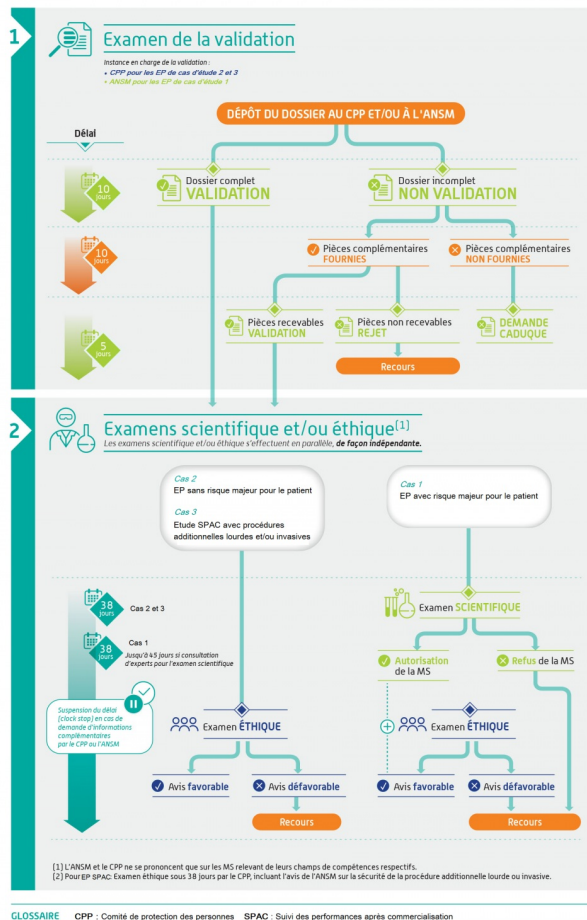 1
Examen de la validation
Instance en charge de la validation :
• CPP pour les EP de cas d'étude 2 et 3
• ANSM pour les EP de cas d'étude 1
DÉPÔT DU DOSSIER AU CPP ET/OU À L'ANSM
Délai
10
jours
Dossier complet
VALIDATION
Dossier incomplet
NON VALIDATION
10
jours
Pièces complémentaires
FOURNIES
Pièces complémentaires
NON FOURNIES
5
jours
Pièces recevables
VALIDATION
Pièces non recevables
REJET
DEMANDE
CADUQUE
Recours
2
Examens scientifique et/ou éthique(1)
Les examens scientifique et/ou éthique s'effectuent en parallèle, de façon indépendante.
Cas 2
EP sans risque majeur pour le patient
Cas 3
Etude SPAC avec procédures
additionnelles lourdes et/ou invasives
Cas 1
EP avec risque majeur pour le patient
38
jours
Cas 2 et 3
Examen SCIENTIFIQUE
38
jours
Cas 1
Jusqu'à 45 jours si consultation
d'experts pour l'examen scientifique
Autorisation
de la MS
Refus de la MS
Suspension du délai
(clock stop) en cas de
demande d'informations
complémentaires
par le CPP ou l'ANSM
Examen ÉTHIQUE
Examen ÉTHIQUE
Avis favorable
Avis défavorable
Avis favorable
Avis défavorable
Recours
Recours
(1) L'ANSM et le CPP ne se prononcent que sur les MS relevant de leurs champs de compétences respectifs.
(2) Pour EP SPAC: Examen éthique sous 38 jours par le CPP, incluant l'avis de l'ANSM sur la sécurité de la procédure additionnelle lourde ou invasive.
GLOSSAIRE CPP : Comité de protection des personnes SPAC : Suivi des performances après commercialisation